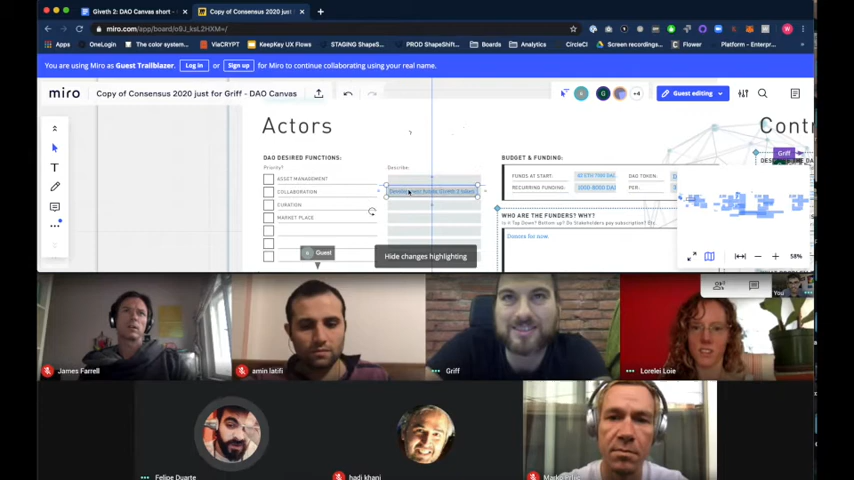 Giveth 2: DAO Canvas short -
Copy of Consensus 2020 just f
miro.com/app/board/o9J_ksL2HXM=/
Apps
OneLogin
The color system...
ViaCRYPT
KeepKey UX Flows
STAGING ShapeS...
PROD ShapeShift...
Boards
Analytics
CircleCI
Screen recordings...
Flower
Platform - Enterpr...
You are using Miro as Guest Trailblazer.
Log in
or
Sign up
for Miro to continue collaborating using your real name.
miro
Copy of Consensus 2020 just for Griff - DAO Canvas
G
+4
Guest editing
Actors
Griff
DAO DESIRED FUNCTIONS:
Priority?
Describe:
ASSET MANAGEMENT?
COLLABORATION
CURATION
MARKET PLACE
BUDGET & FUNDING:
FUNDS AT START:
DAO TOKEN:
RECURRING FUNDING:
PER:
WHO ARE THE FUNDERS? WHY?
Donors for now.
Guest
Hide changes highlighting
58%
You
James Farrell
amin latifi
Griff
Lorelei Loie
Felipe Duarte
hadi khani